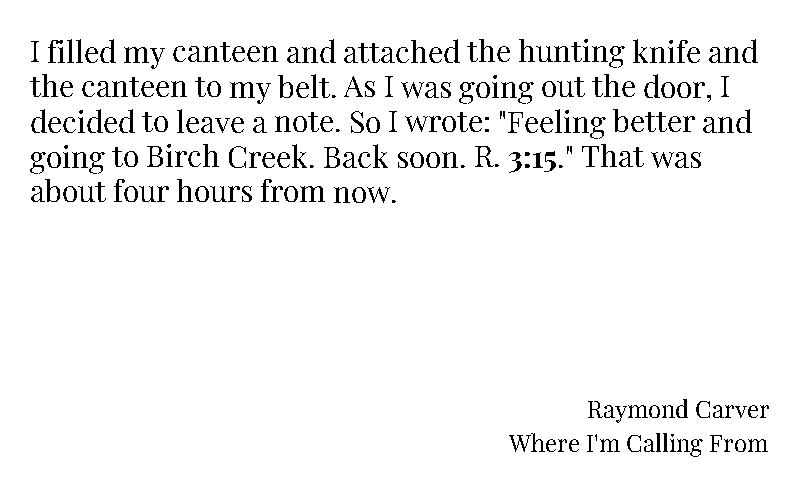 I filled my canteen and attached the hunting knife and
the canteen to my belt. As I was going out the door, I
decided to leave a note. So I wrote: "Feeling better and
going to Birch Creek. Back soon. R. 3:15." That was
about four hours from now.
Raymond Carver
Where I'm Calling From